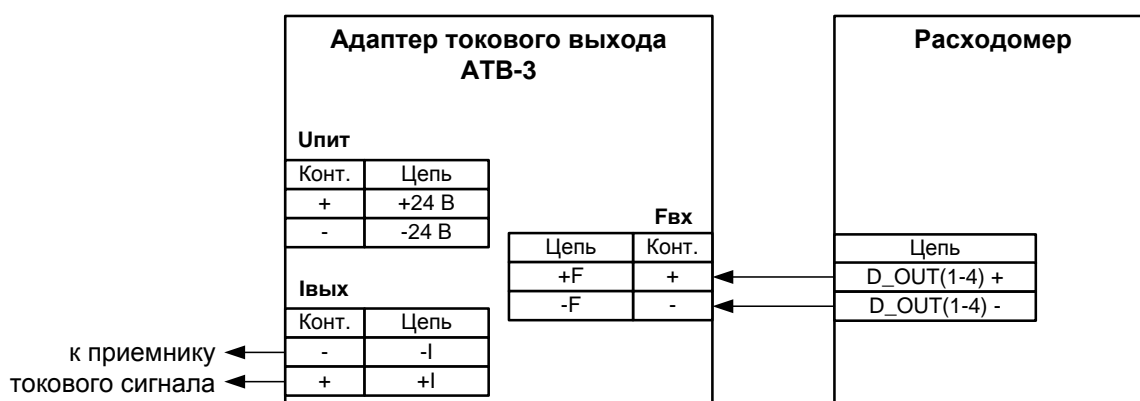 Адаптер токового выхода
АТВ-3
Расходомер
Uпит
Конт. Цепь
+ +24 В
- -24 В
Fвх
Цепь Конт.
+F +
-F -
Цепь
D_OUT(1-4) +
D_OUT(1-4) -
Iвых
Конт. Цепь
- -I
+ +I
к приемнику
токового сигнала